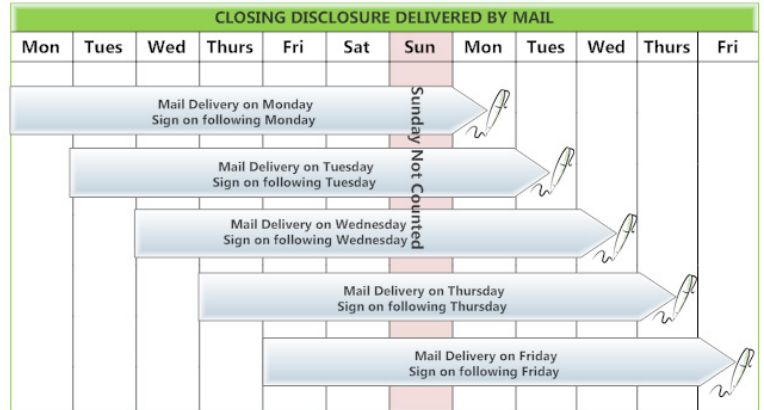 CLOSING DISCLOSURE DELIVERED BY MAIL
Mon Tues Wed Thurs Fri Sat Sun Mon Tues Wed Thurs Fri
Sunday Not Counted
Mail Delivery on Monday
Sign on following Monday
Mail Delivery on Tuesday
Sign on following Tuesday
Mail Delivery on Wednesday
Sign on following Wednesday
Mail Delivery on Thursday
Sign on following Thursday
Mail Delivery on Friday
Sign on following Friday